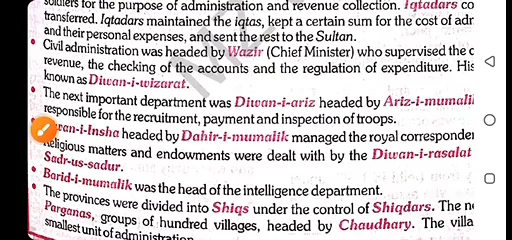 soldiers for the purpose of administration and revenue collection. Iqtadars co
transferred. Iqtadars maintained the iqtas, kept a certain sum for the cost of adr
and their personal expenses, and sent the rest to the Sultan.
• Civil administration was headed by Wazir (Chief Minister) who supervised the c
revenue, the checking of the accounts and the regulation of expenditure. His
known as Diwan-i-wizarat.
• The next important department was Diwan-i-ariz headed by Ariz-i-mumali
responsible for the recruitment, payment and inspection of troops.
van-i-Insha headed by Dahir-i-mumalik managed the royal corresponden
Religious matters and endowments were dealt with by the Diwan-i-rasalat
Sadr-us-sadur.
• Barid-i-mumalik was the head of the intelligence department.
• The provinces were divided into Shiqs under the control of Shiqdars. The ne
Parganas, groups of hundred villages, headed by Chaudhary. The villa
smallest unit of administration